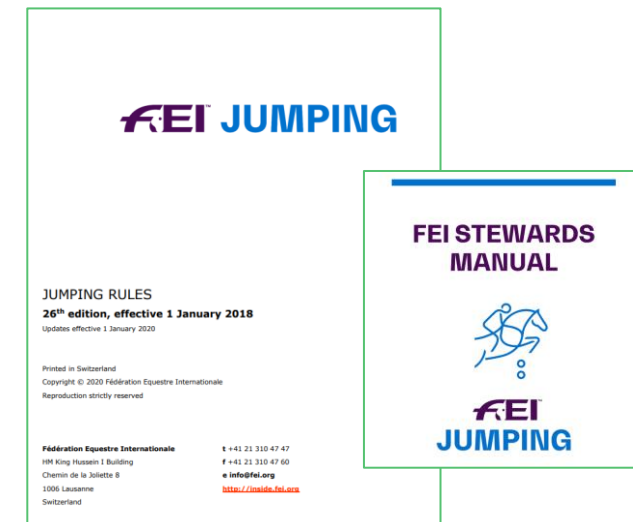 FEI™ JUMPING
JUMPING RULES
26th edition, effective 1 January 2018
Updates effective 1 January 2020
Printed in Switzerland
Copyright © 2020 Fédération Equestre Internationale
Reproduction strictly reserved
Fédération Equestre Internationale
HM King Hussein I Building
Chemin de la Joliette 8
1006 Lausanne
Switzerland
t +41 21 310 47 47
f +41 21 310 47 60
e info@fei.org
http://inside.fei.org
FEI STEWARDS
MANUAL
FEI
JUMPING